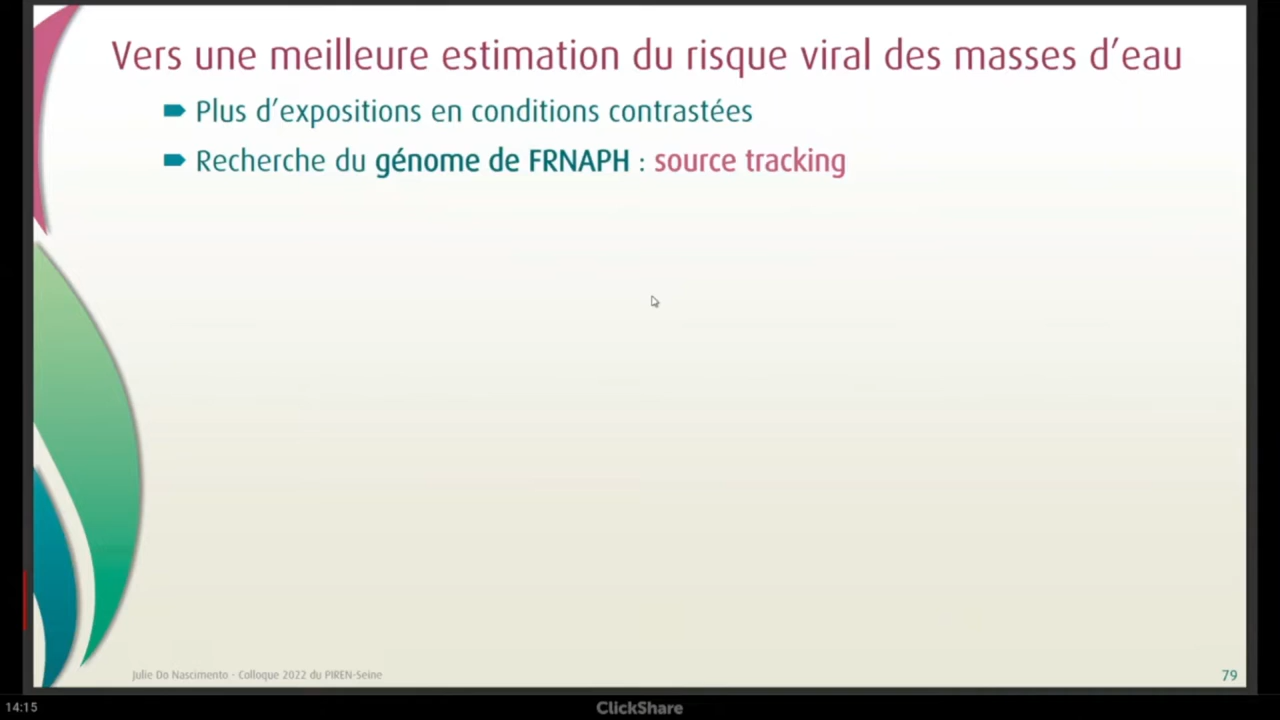 Vers une meilleure estimation du risque viral des masses d’eau
Plus d’expositions en conditions contrastées
Recherche du génome de FRNAPH : source tracking
Julie Do Nascimento - Colloque 2022 du PIREN-Seine
79
14:15
ClickShare